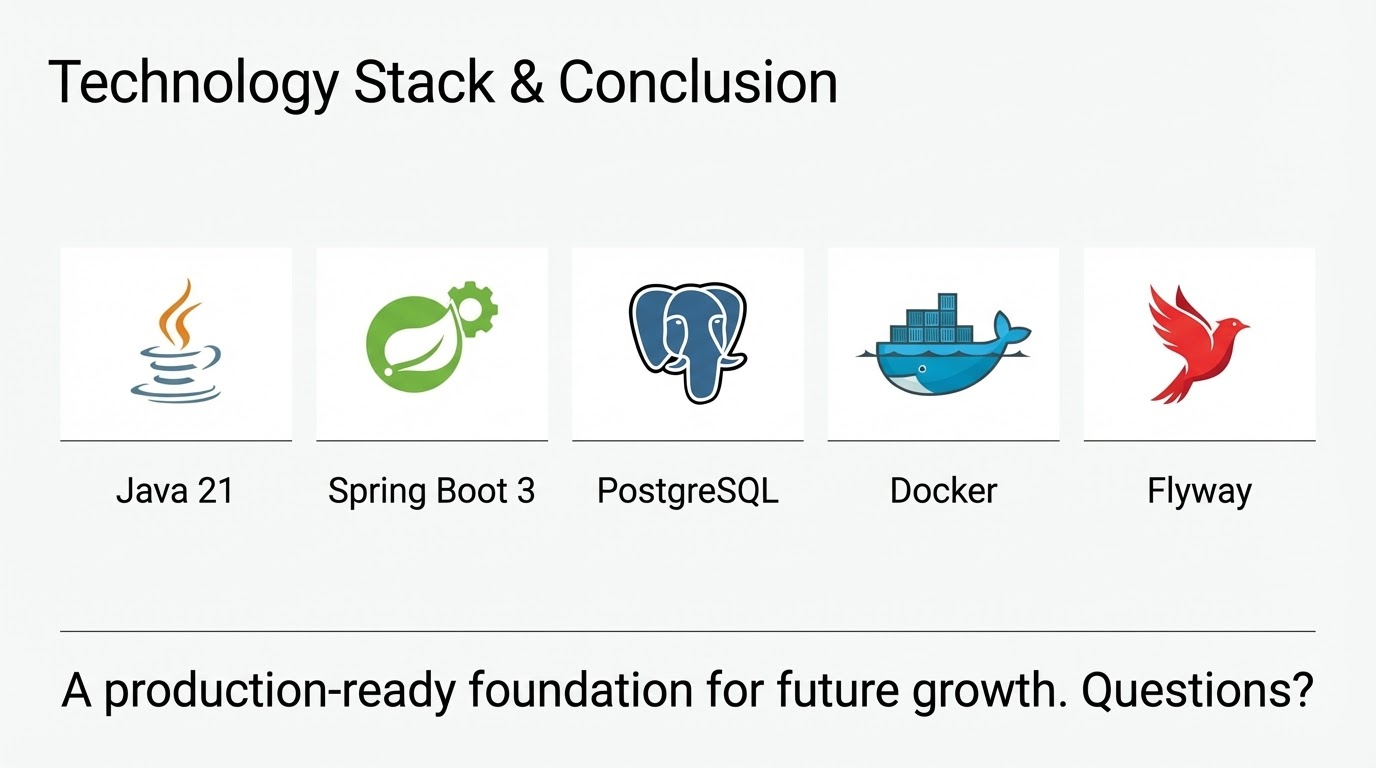 Technology Stack & Conclusion
Java 21
Spring Boot 3
PostgreSQL
Docker
Flyway
A production-ready foundation for future growth. Questions?